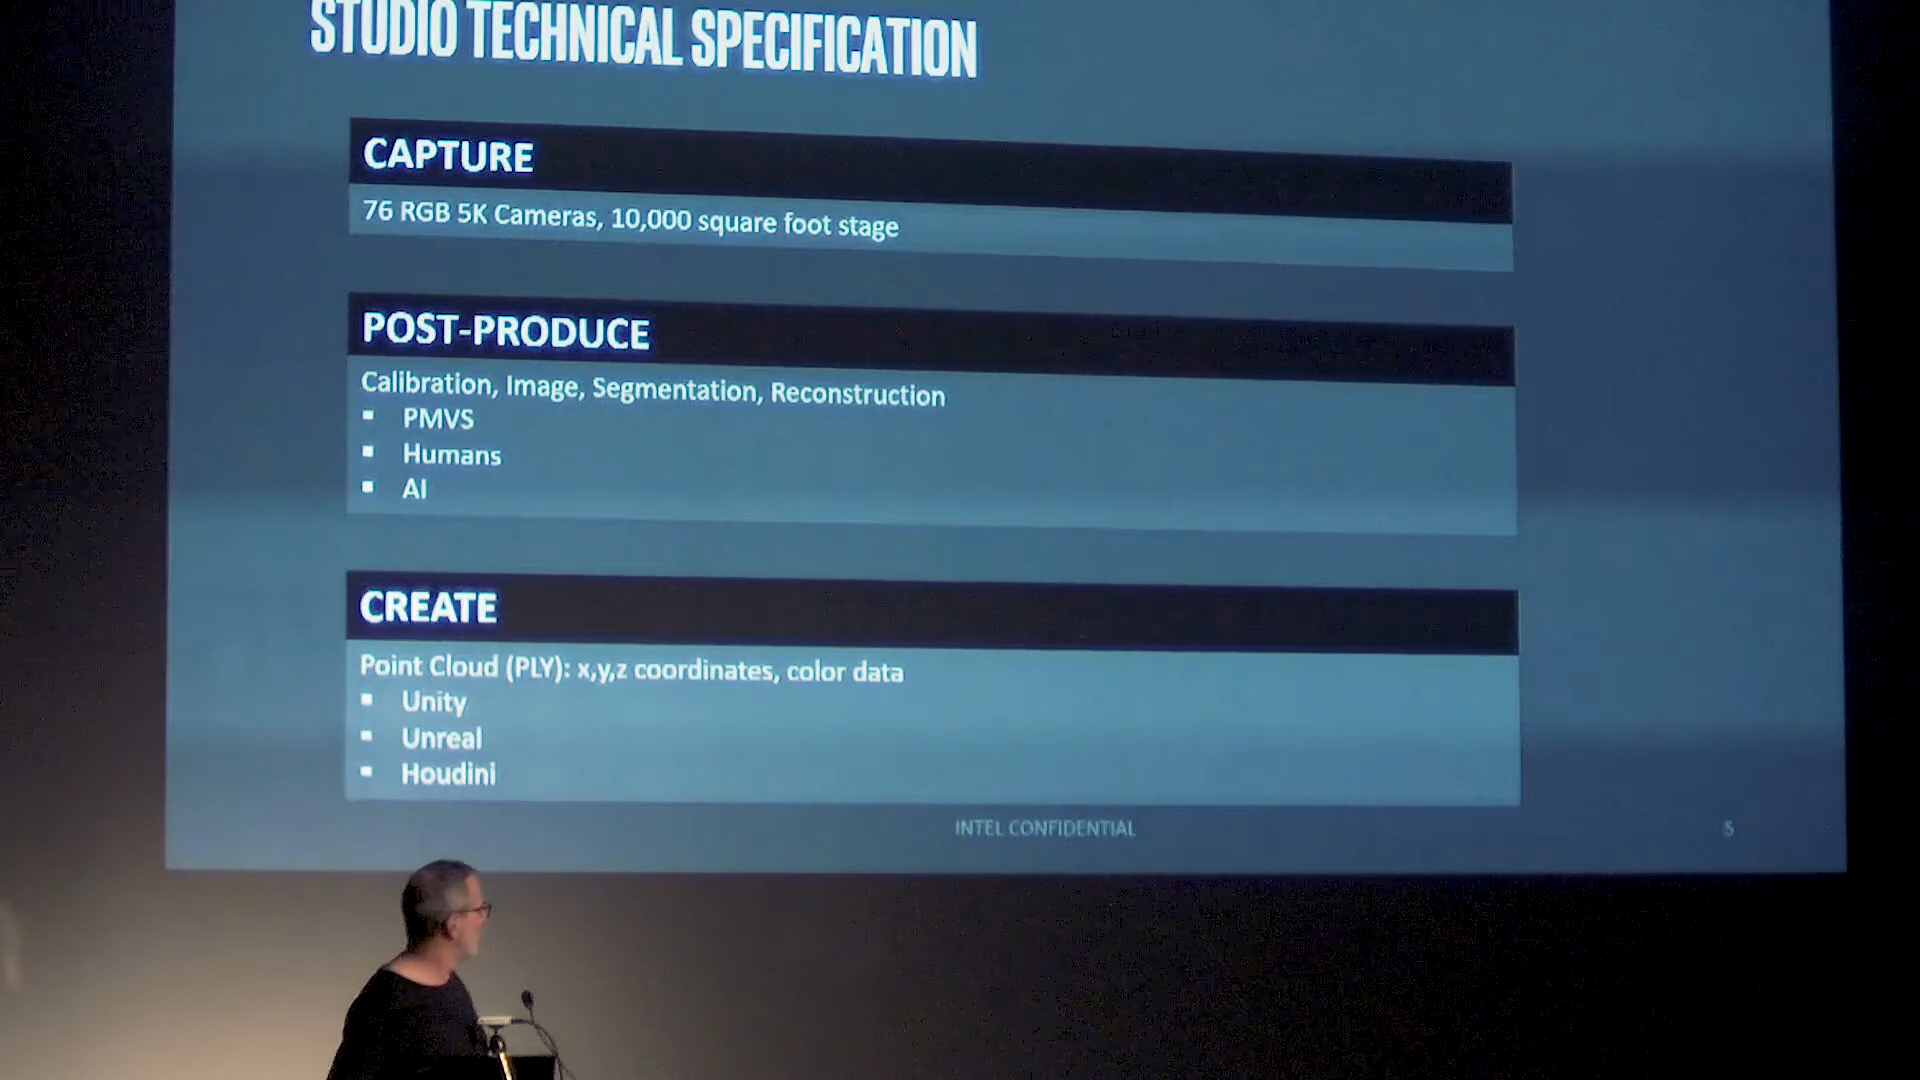 STUDIO TECHNICAL SPECIFICATION
CAPTURE
76 RGB 5K Cameras, 10,000 square foot stage
POST-PRODUCE
Calibration, Image, Segmentation, Reconstruction
▪ PMVS
▪ Humans
▪ AI
CREATE
Point Cloud (PLY): x,y,z coordinates, color data
▪ Unity
▪ Unreal
▪ Houdini
INTEL CONFIDENTIAL
5